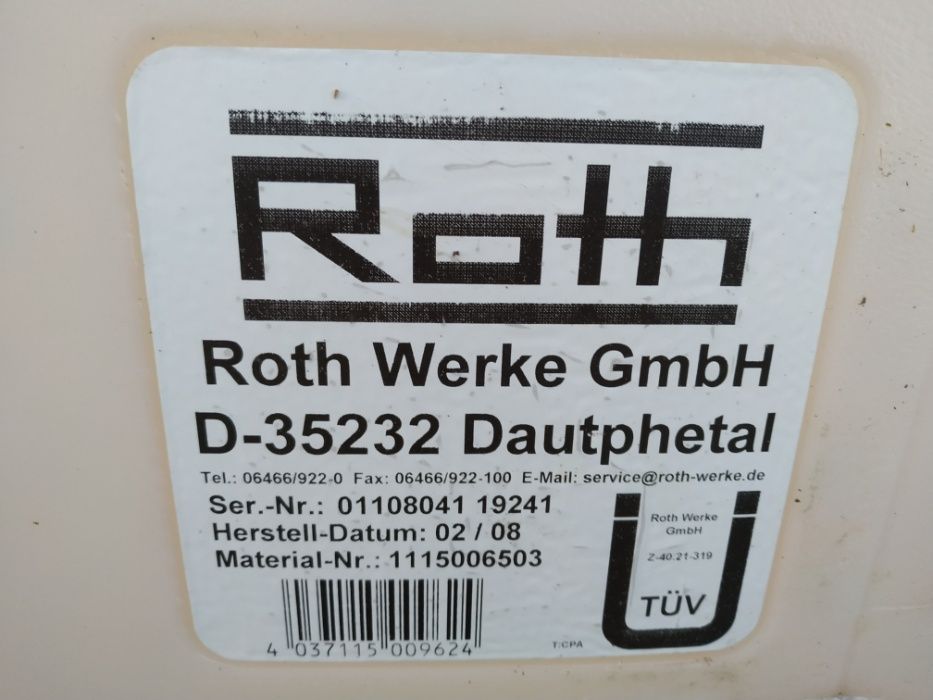 Roth
Roth Werke GmbH
D-35232 Dautphetal
Tel.: 06466/922-0 Fax: 06466/922-100 E-Mail: service@roth-werke.de
Ser.-Nr.: 01108041 19241
Herstell-Datum: 02 / 08
Material-Nr.: 1115006503
Roth Werke
GmbH
Z-40.21-319
TÜV
4 037115 009624
T:CPA